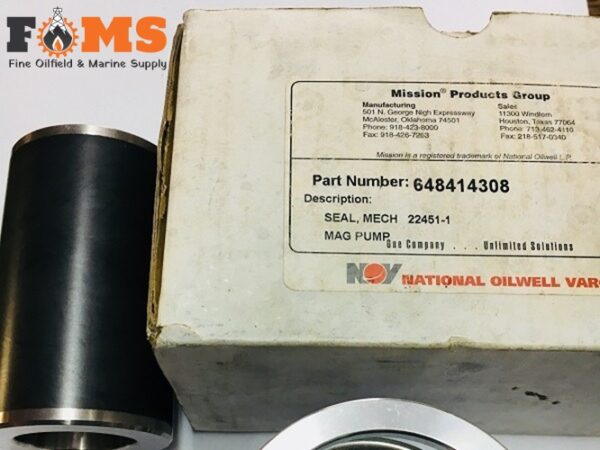 FOMS
Fine Oilfield & Marine Supply
Mission® Products Group
Manufacturing
501 N. George Nigh Expressway
McAlester, Oklahoma 74501
Phone: 918-423-8000
Fax: 918-426-7263
Sales
11300 Windfern
Houston, Texas 77064
Phone: 713-462-4110
Fax: 218-517-0340
Mission is a registered trademark of National Oilwell L.P.
Part Number: 648414308
Description:
SEAL, MECH 22451-1
MAG PUMP
One Company . . . Unlimited Solutions
NOV NATIONAL OILWELL VARC